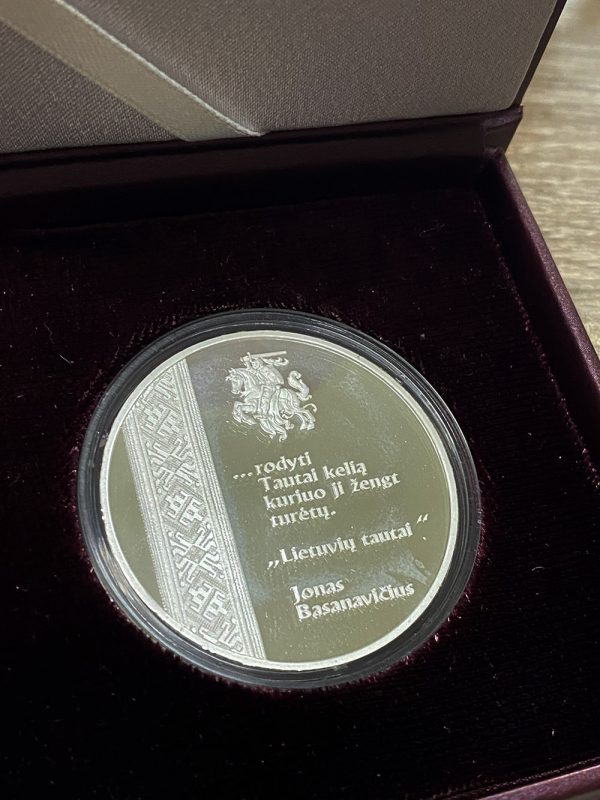 ...rodyti
Tautai kelią
kuriuo ji žengt
turėtų.
„Lietuvių tautai“.
Jonas
Basanavičius